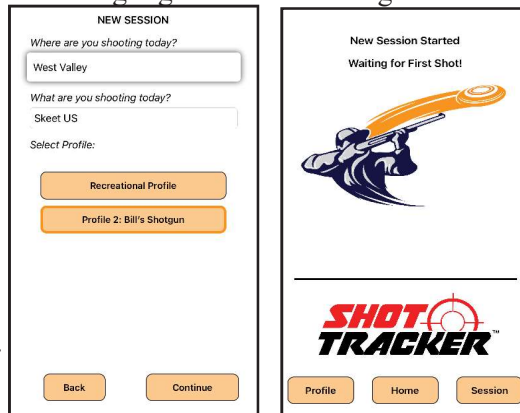 NEW SESSION
Where are you shooting today?
West Valley
What are you shooting today?
Skeet US
Select Profile:
Recreational Profile
Profile 2: Bill's Shotgun
Back
Continue
New Session Started
Waiting for First Shot!
SHOT
TRACKER™
Profile
Home
Session